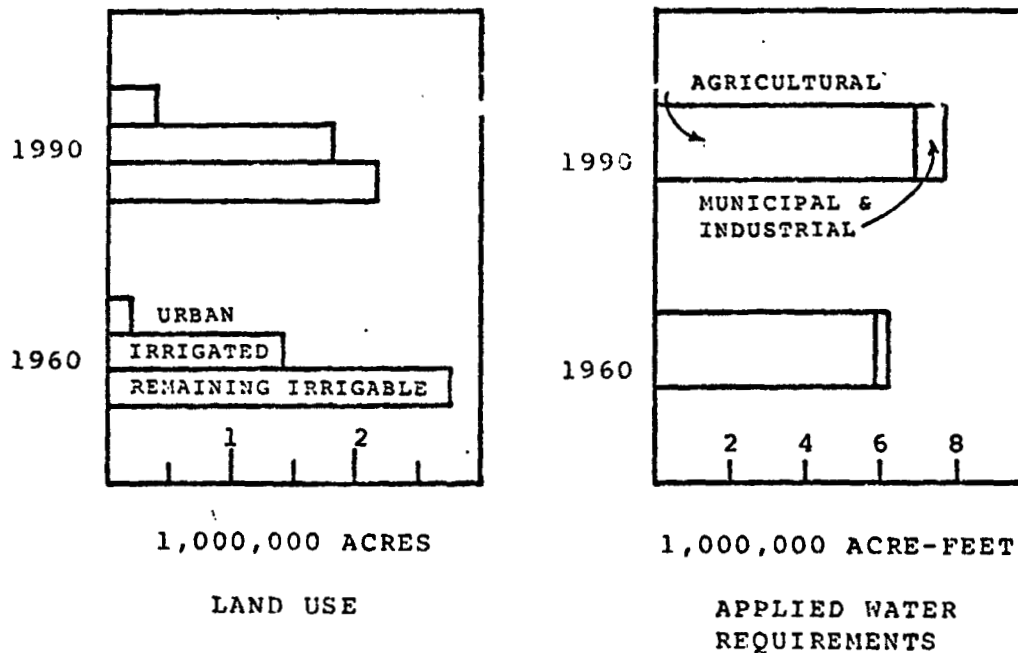 1990
1960
URBAN
IRRIGATED
REMAINING IRRIGABLE
1 2
1,000,000 ACRES
LAND USE
AGRICULTURAL
1990
MUNICIPAL &
INDUSTRIAL
1960
2 4 6 8
1,000,000 ACRE-FEET
APPLIED WATER
REQUIREMENTS